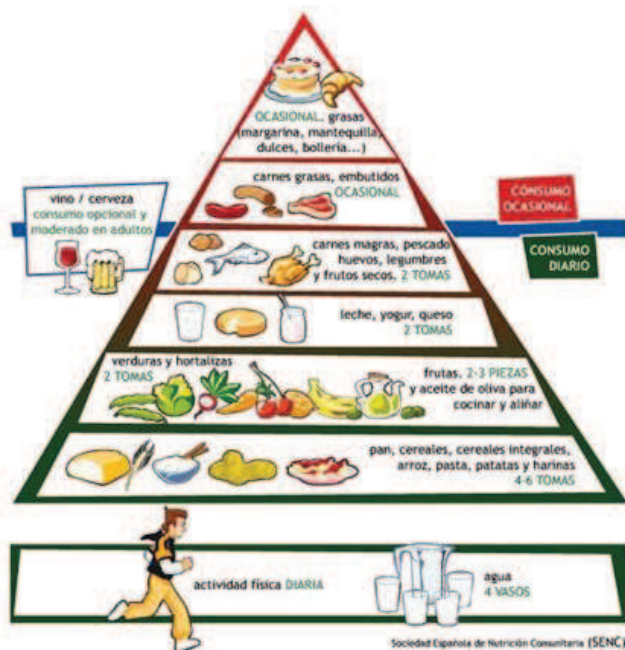 OCASIONAL. grasas
(margarina, mantequilla,
dulces, bollería...)
carnes grasas, embutidos
OCASIONAL
vino / cerveza
consumo opcional y
moderado en adultos
CONSUMO
OCASIONAL
CONSUMO
DIARIO
carnes magras, pescado
huevos, legumbres
y frutos secos, 2 TOMAS
leche, yogur, queso
2 TOMAS
verduras y hortalizas
2 TOMAS
frutas, 2-3 PIEZAS
y aceite de oliva para
cocinar y aliñar
pan, cereales, cereales integrales,
arroz, pasta, patatas y harinas
4-6 TOMAS
actividad física DIARIA
agua
4 VASOS
Sociedad Española de Nutrición Comunitaria (SENC)